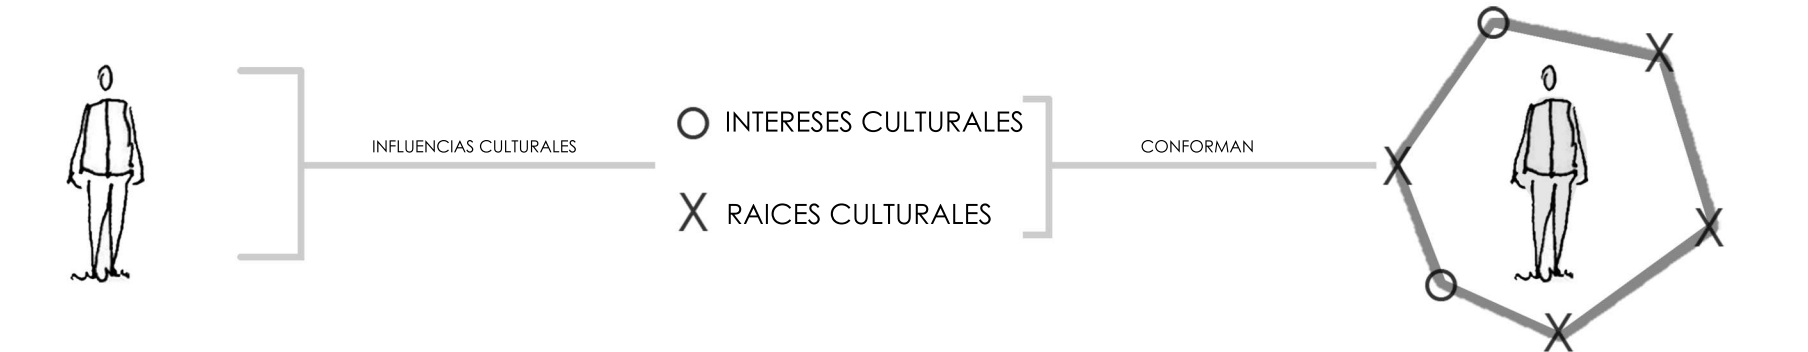 INFLUENCIAS CULTURALES
O INTERESES CULTURALES
X RAICES CULTURALES
CONFORMAN